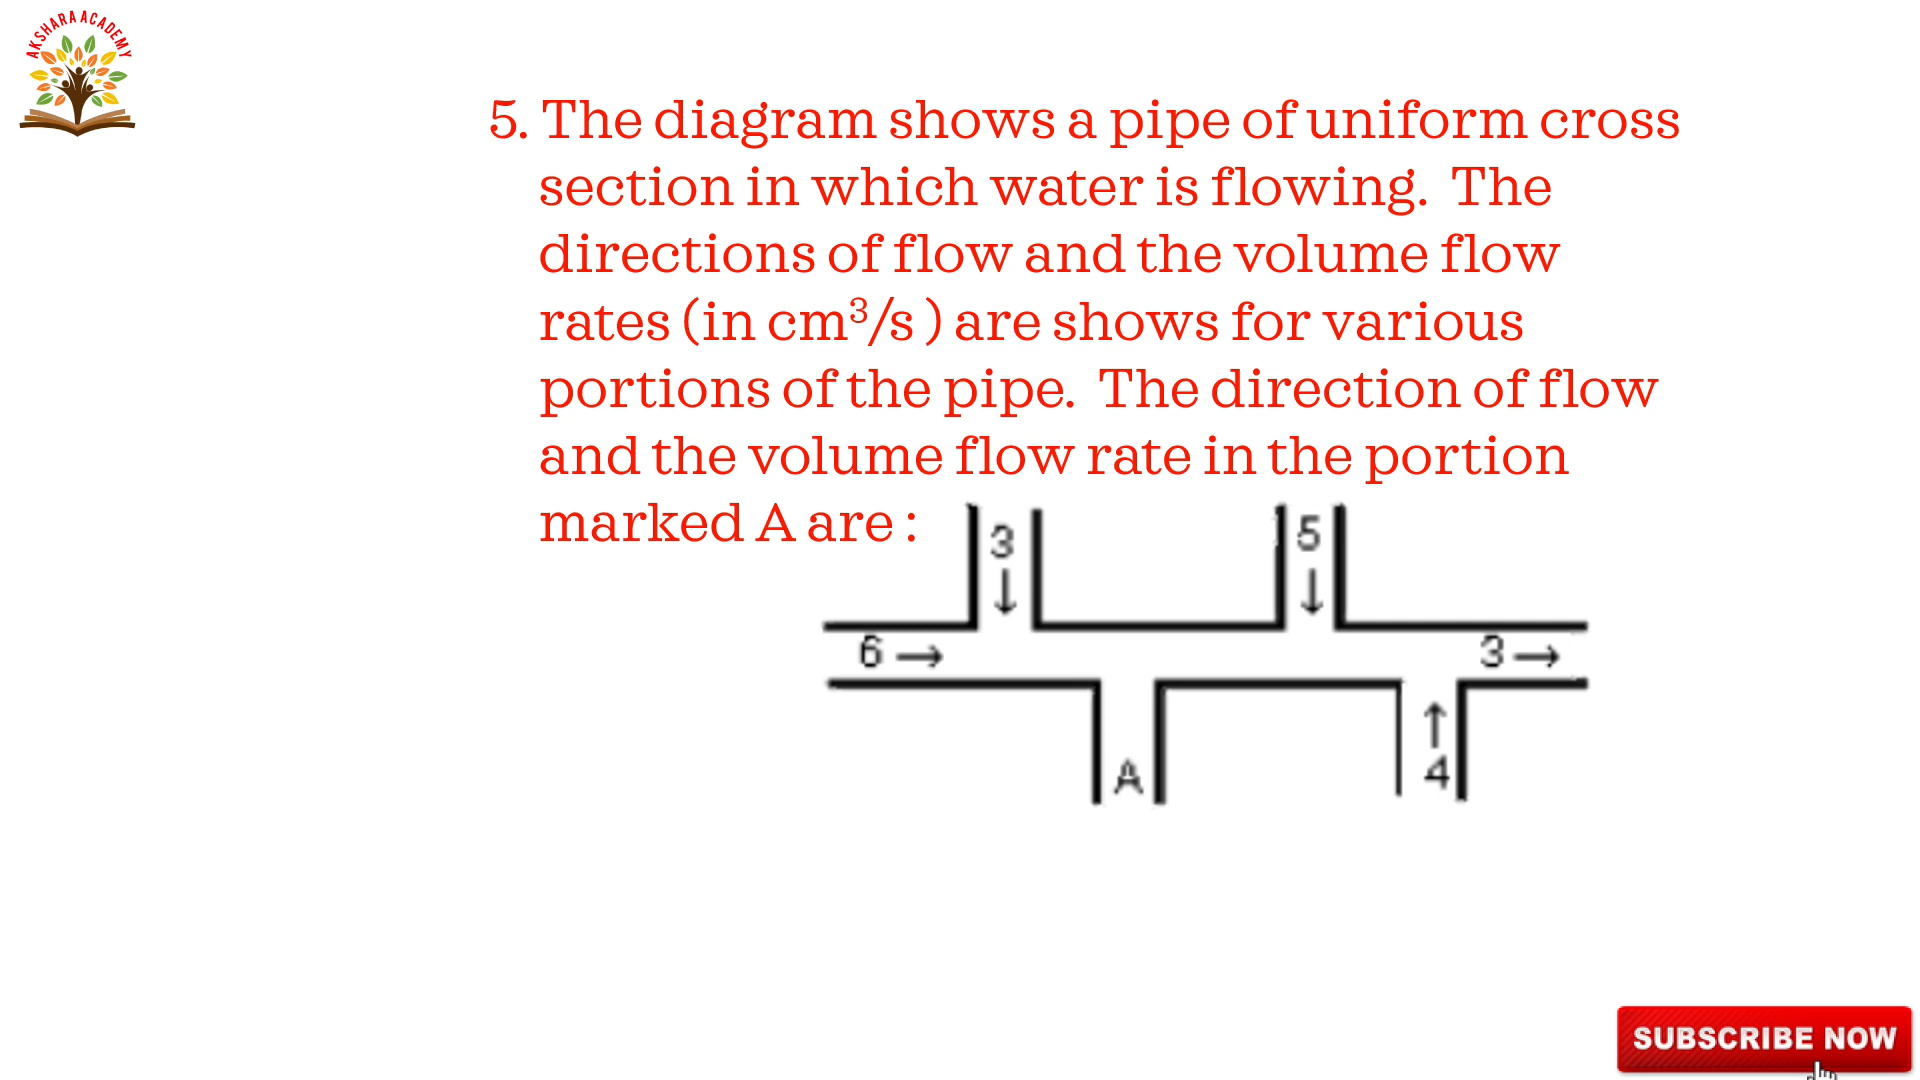 AKSHARA ACADEMY
5. The diagram shows a pipe of uniform cross
section in which water is flowing. The
directions of flow and the volume flow
rates (in cm³/s ) are shows for various
portions of the pipe. The direction of flow
and the volume flow rate in the portion
marked A are :
3 5
↓ ↓
6 → 3 →
↑
A 4
SUBSCRIBE NOW